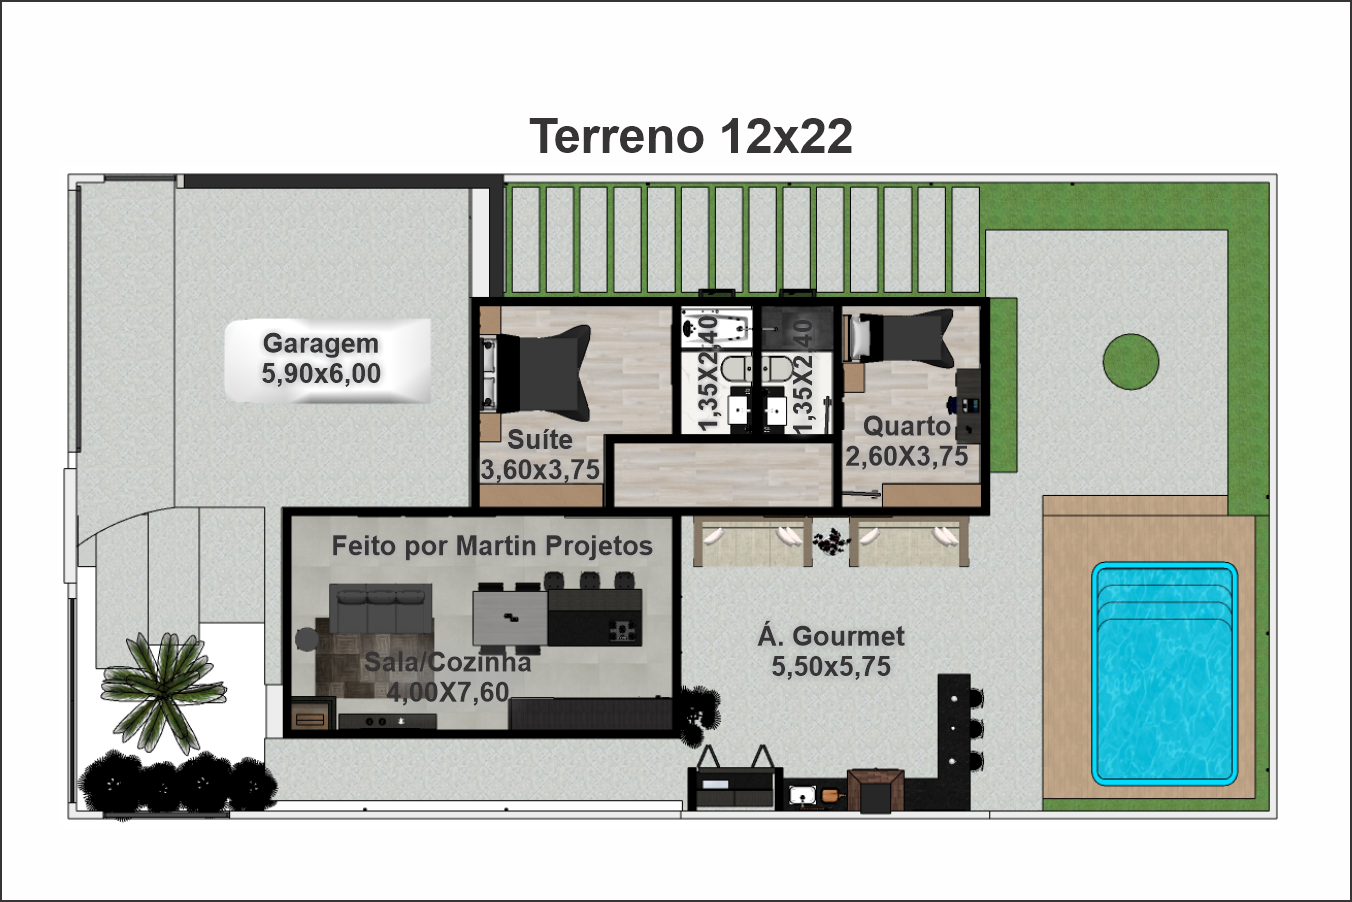 Terreno 12x22
Garagem
5,90x6,00
Suíte
3,60x3,75
1,35X2,40
1,35X2,40
Quarto
2,60X3,75
Feito por Martin Projetos
Sala/Cozinha
4,00X7,60
Á. Gourmet
5,50x5,75